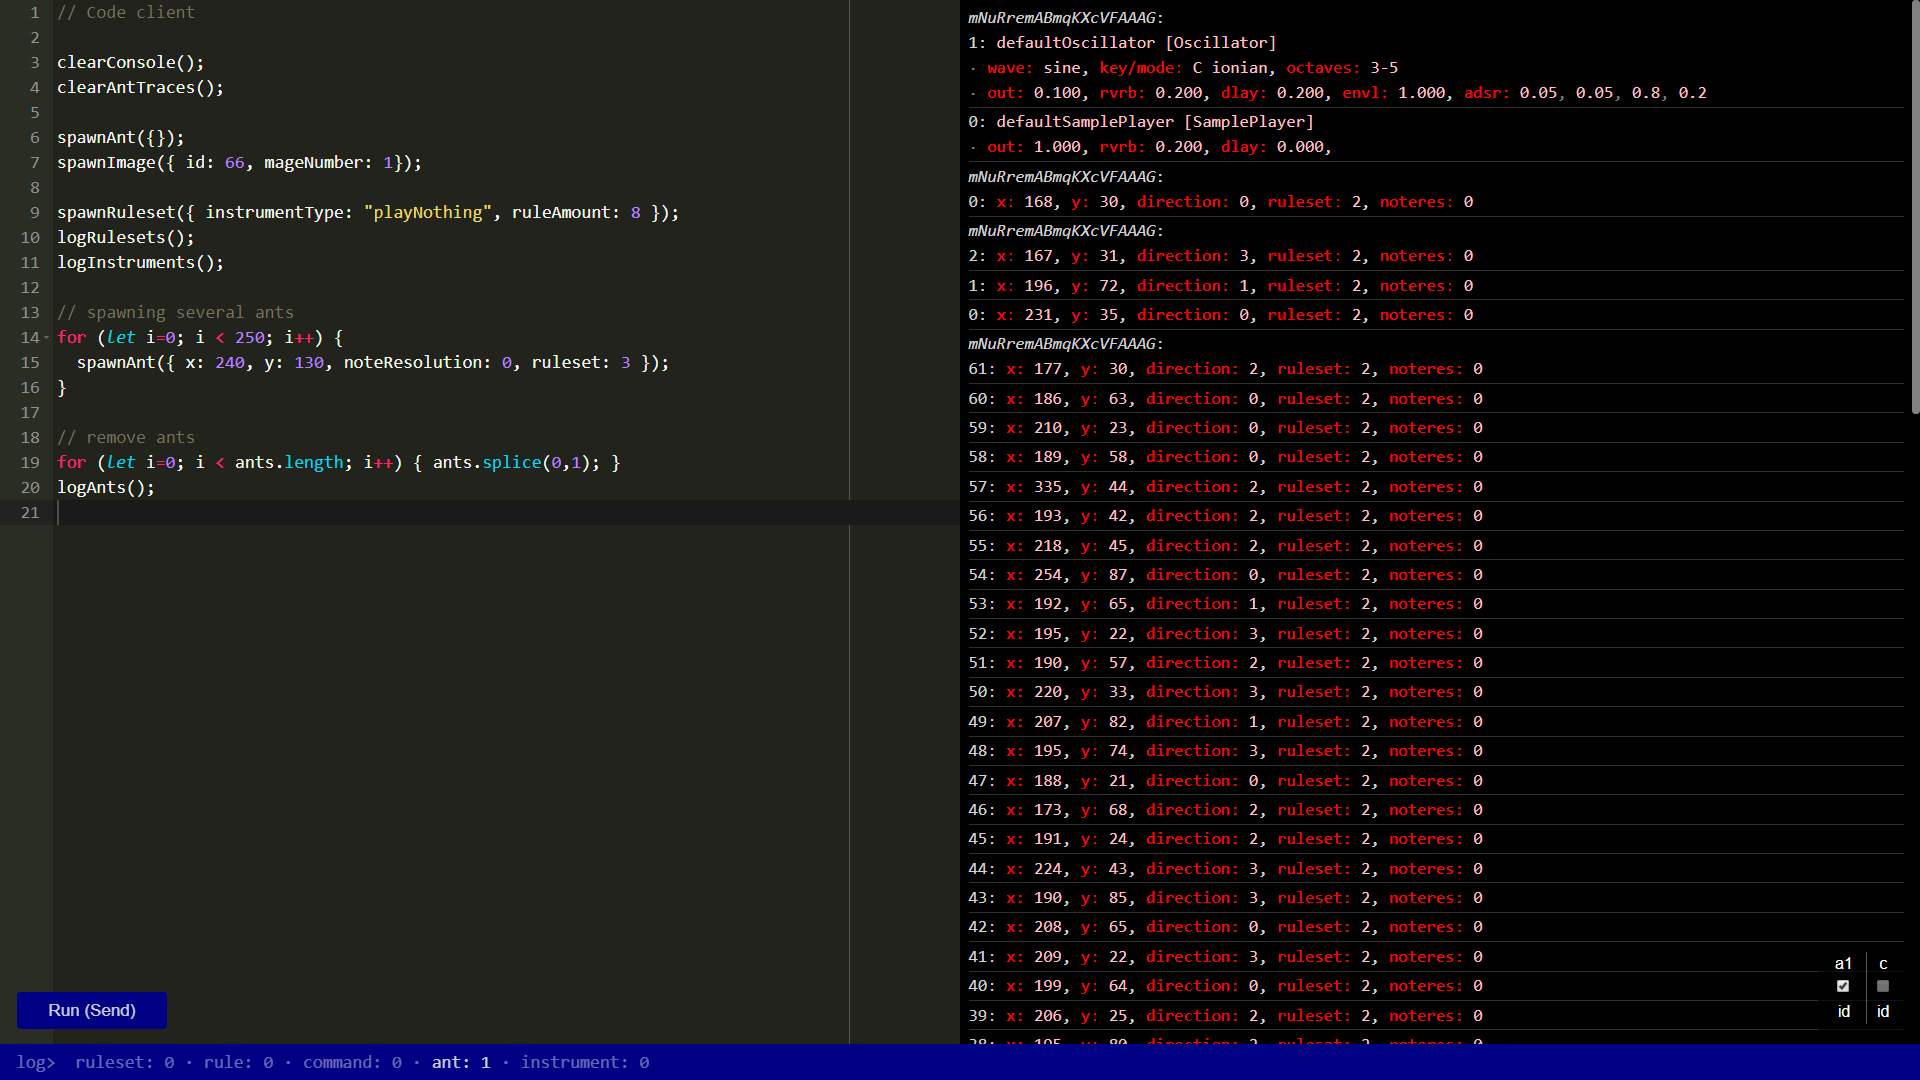 1 // Code client
2
3 clearConsole();
4 clearAntTraces();
5
6 spawnAnt({});
7 spawnImage({ id: 66, mageNumber: 1});
8
9 spawnRuleset({ instrumentType: "playNothing", ruleAmount: 8 });
10 logRulesets();
11 logInstruments();
12
13 // spawning several ants
14 for (let i=0; i < 250; i++) {
15 spawnAnt({ x: 240, y: 130, noteResolution: 0, ruleset: 3 });
16 }
17
18 // remove ants
19 for (let i=0; i < ants.length; i++) { ants.splice(0,1); }
20 logAnts();
21
Run (Send)
mNuRremABmqKXcVFAAAG:
1: defaultOscillator [Oscillator]
· wave: sine, key/mode: C ionian, octaves: 3-5
· out: 0.100, rvrb: 0.200, dlay: 0.200, envl: 1.000, adsr: 0.05, 0.05, 0.8, 0.2
0: defaultSamplePlayer [SamplePlayer]
· out: 1.000, rvrb: 0.200, dlay: 0.000,
mNuRremABmqKXcVFAAAG:
0: x: 168, y: 30, direction: 0, ruleset: 2, noteres: 0
mNuRremABmqKXcVFAAAG:
2: x: 167, y: 31, direction: 3, ruleset: 2, noteres: 0
1: x: 196, y: 72, direction: 1, ruleset: 2, noteres: 0
0: x: 231, y: 35, direction: 0, ruleset: 2, noteres: 0
mNuRremABmqKXcVFAAAG:
61: x: 177, y: 30, direction: 2, ruleset: 2, noteres: 0
60: x: 186, y: 63, direction: 0, ruleset: 2, noteres: 0
59: x: 210, y: 23, direction: 0, ruleset: 2, noteres: 0
58: x: 189, y: 58, direction: 0, ruleset: 2, noteres: 0
57: x: 335, y: 44, direction: 2, ruleset: 2, noteres: 0
56: x: 193, y: 42, direction: 2, ruleset: 2, noteres: 0
55: x: 218, y: 45, direction: 2, ruleset: 2, noteres: 0
54: x: 254, y: 87, direction: 0, ruleset: 2, noteres: 0
53: x: 192, y: 65, direction: 1, ruleset: 2, noteres: 0
52: x: 195, y: 22, direction: 3, ruleset: 2, noteres: 0
51: x: 190, y: 57, direction: 2, ruleset: 2, noteres: 0
50: x: 220, y: 33, direction: 3, ruleset: 2, noteres: 0
49: x: 207, y: 82, direction: 1, ruleset: 2, noteres: 0
48: x: 195, y: 74, direction: 3, ruleset: 2, noteres: 0
47: x: 188, y: 21, direction: 0, ruleset: 2, noteres: 0
46: x: 173, y: 68, direction: 2, ruleset: 2, noteres: 0
45: x: 191, y: 24, direction: 2, ruleset: 2, noteres: 0
44: x: 224, y: 43, direction: 3, ruleset: 2, noteres: 0
43: x: 190, y: 85, direction: 3, ruleset: 2, noteres: 0
42: x: 208, y: 65, direction: 0, ruleset: 2, noteres: 0
41: x: 209, y: 22, direction: 3, ruleset: 2, noteres: 0
40: x: 199, y: 64, direction: 0, ruleset: 2, noteres: 0
39: x: 206, y: 25, direction: 2, ruleset: 2, noteres: 0
a1 c
id id
log> ruleset: 0 · rule: 0 · command: 0 · ant: 1 · instrument: 0